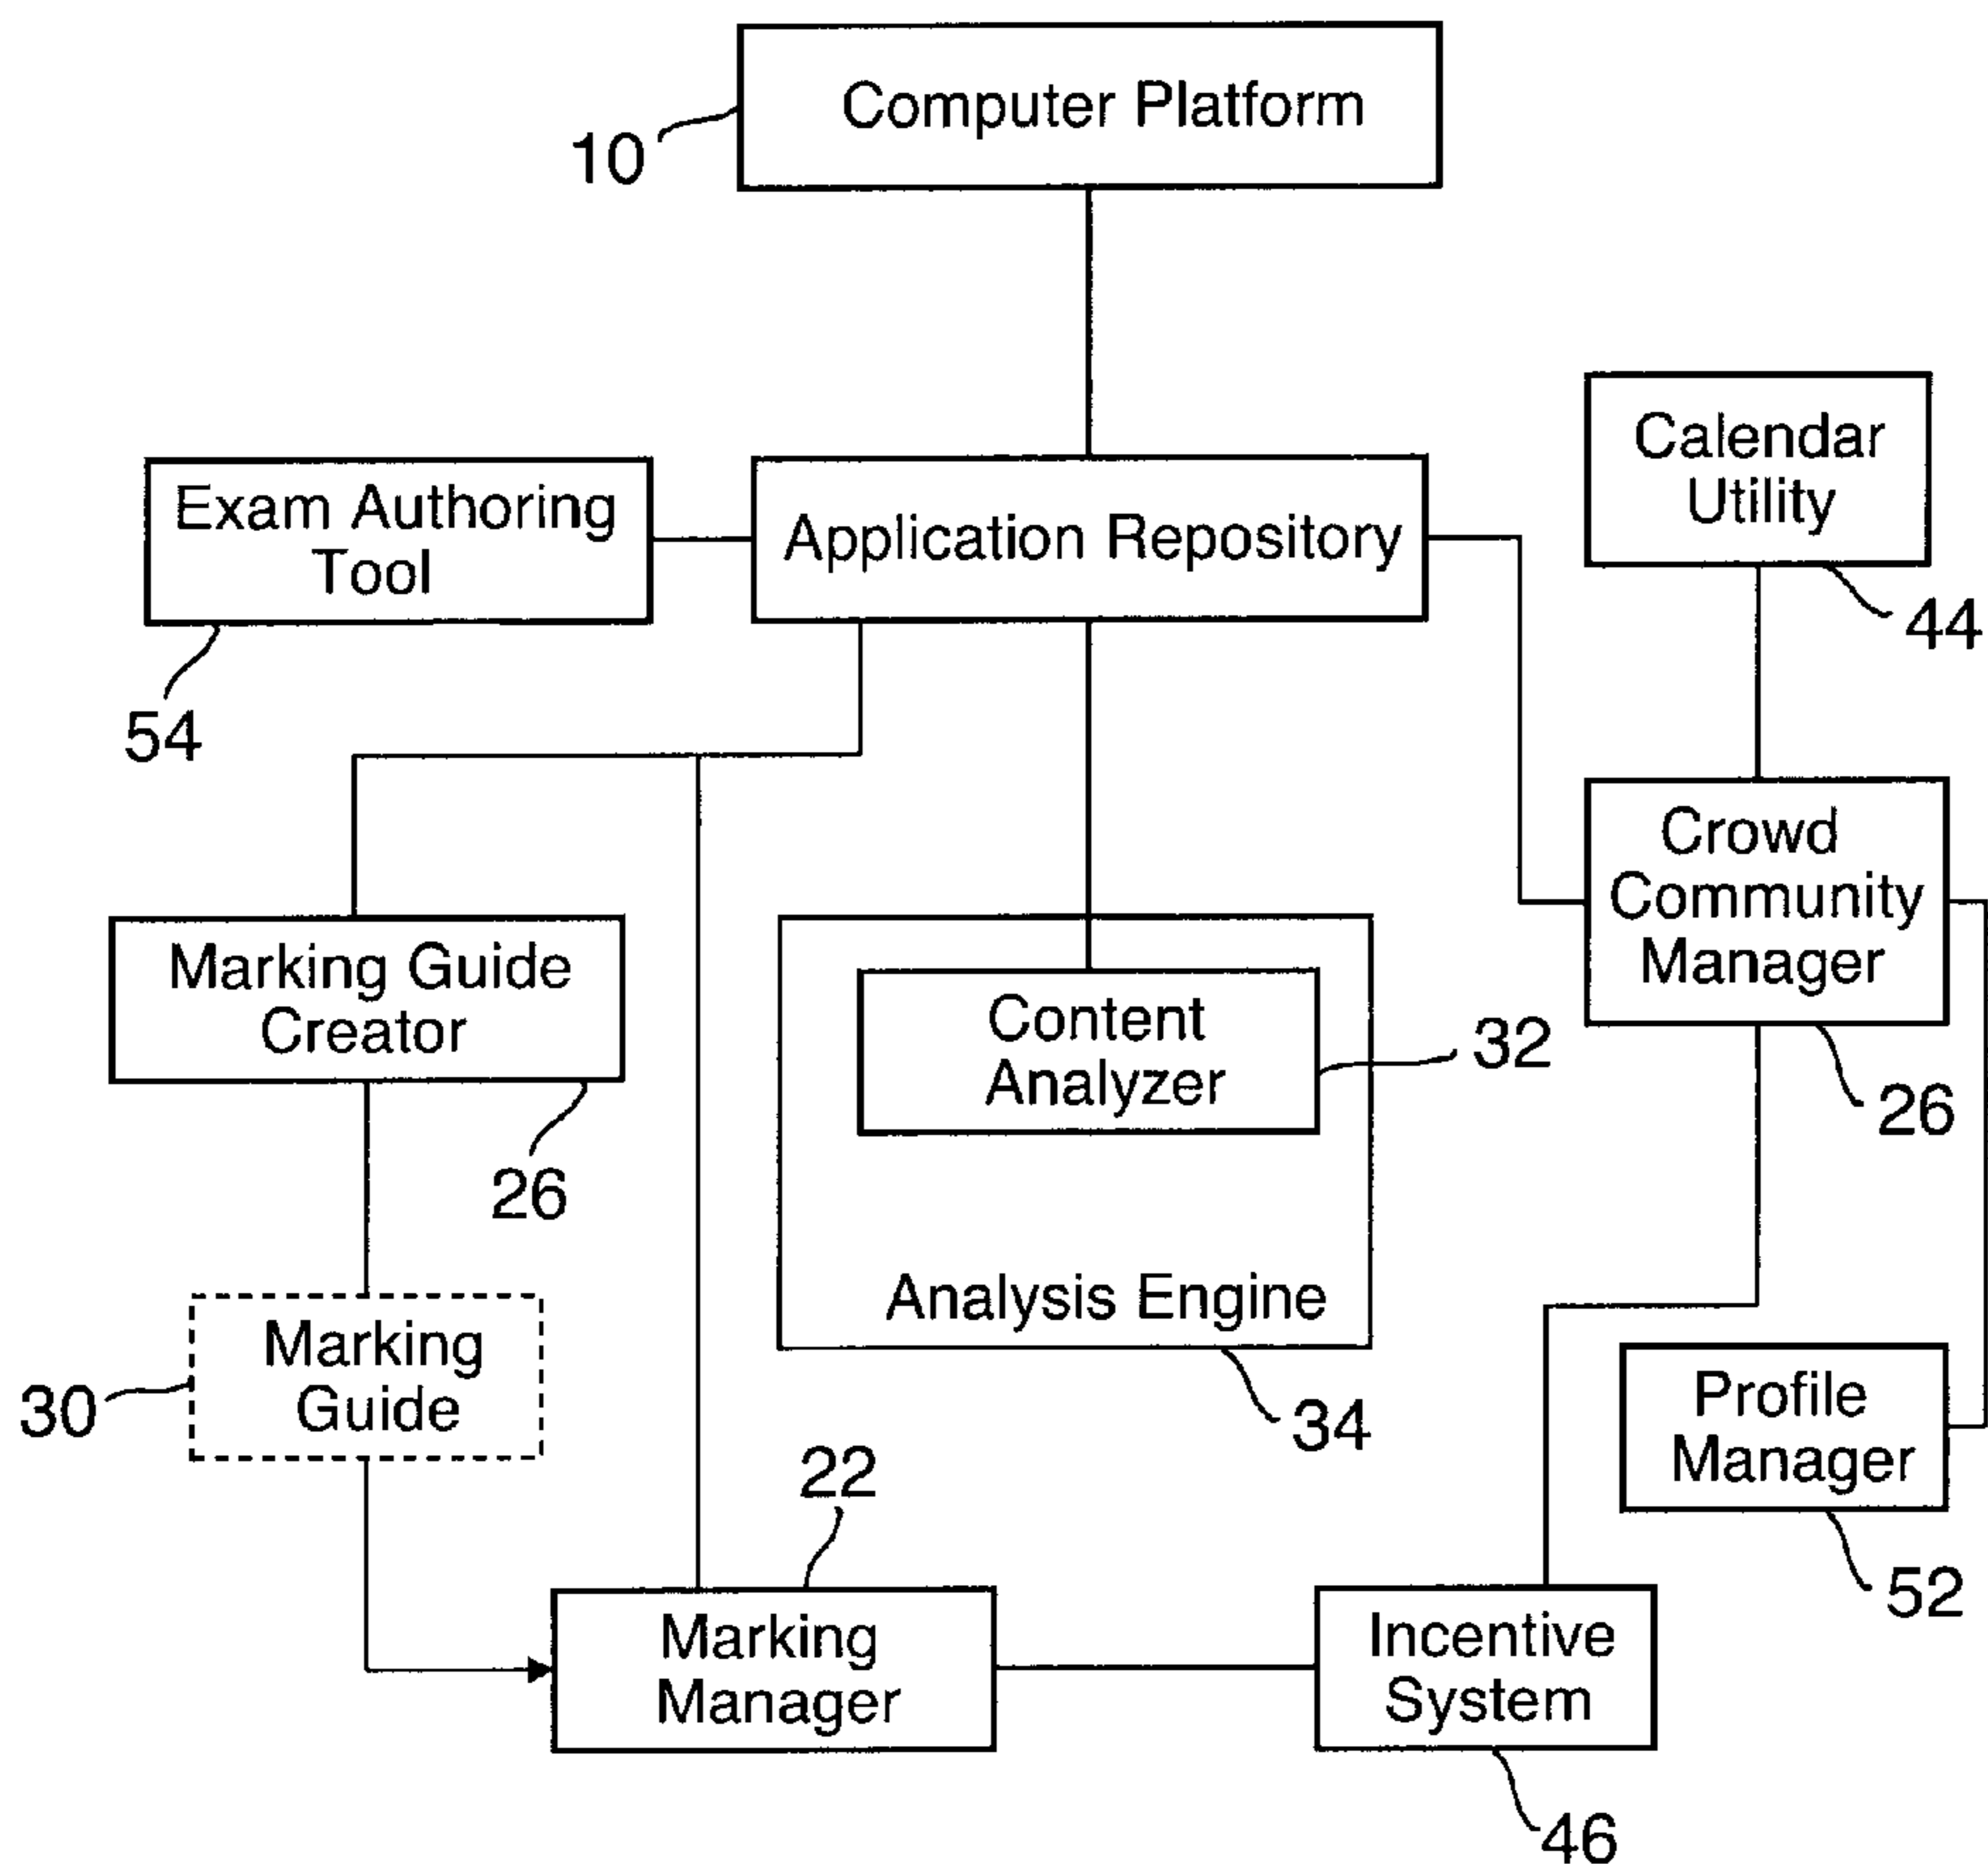 Computer Platform
10
Calendar
Utility
44
Exam Authoring
Tool
54
Application Repository
Crowd
Community
Manager
26
Marking Guide
Creator
26
Content
Analyzer
32
Analysis Engine
34
Marking
Guide
30
Profile
Manager
52
22
Marking
Manager
Incentive
System
46